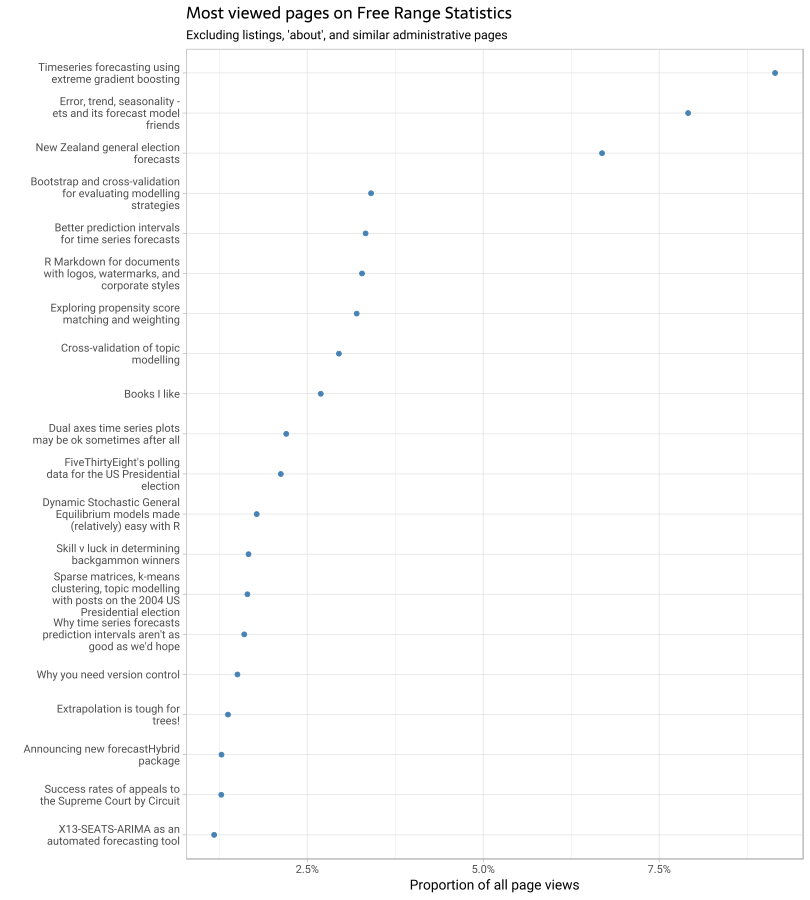 Most viewed pages on Free Range Statistics
Excluding listings, 'about', and similar administrative pages
Timeseries forecasting using
extreme gradient boosting
Error, trend, seasonality -
ets and its forecast model
friends
New Zealand general election
forecasts
Bootstrap and cross-validation
for evaluating modelling
strategies
Better prediction intervals
for time series forecasts
R Markdown for documents
with logos, watermarks, and
corporate styles
Exploring propensity score
matching and weighting
Cross-validation of topic
modelling
Books I like
Dual axes time series plots
may be ok sometimes after all
FiveThirtyEight's polling
data for the US Presidential
election
Dynamic Stochastic General
Equilibrium models made
(relatively) easy with R
Skill v luck in determining
backgammon winners
Sparse matrices, k-means
clustering, topic modelling
with posts on the 2004 US
Presidential election
Why time series forecasts
prediction intervals aren't as
good as we'd hope
Why you need version control
Extrapolation is tough for
trees!
Announcing new forecastHybrid
package
Success rates of appeals to
the Supreme Court by Circuit
X13-SEATS-ARIMA as an
automated forecasting tool
2.5%
5.0%
7.5%
Proportion of all page views